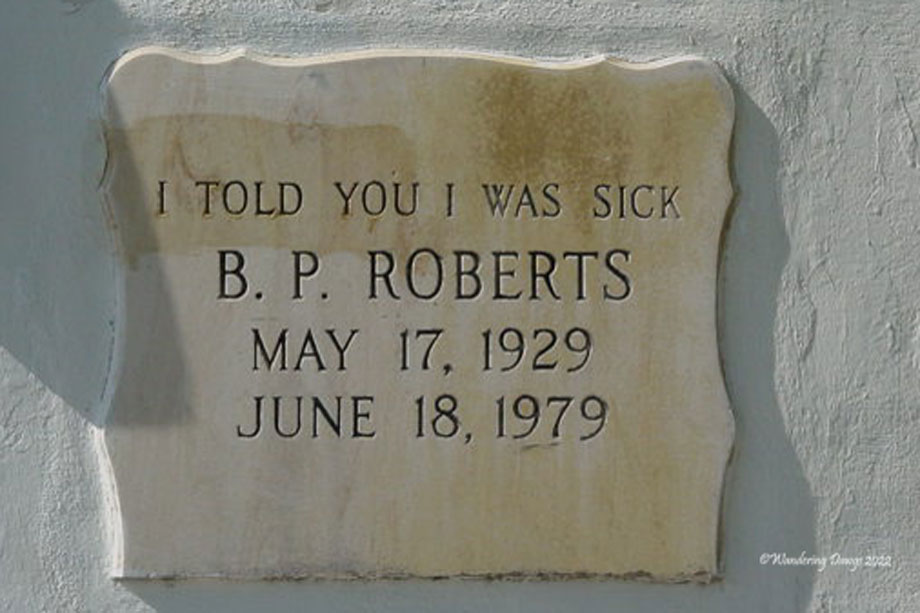 I TOLD YOU I WAS SICK
B. P. ROBERTS
MAY 17, 1929
JUNE 18, 1979
©Wandering Dawgs 2022